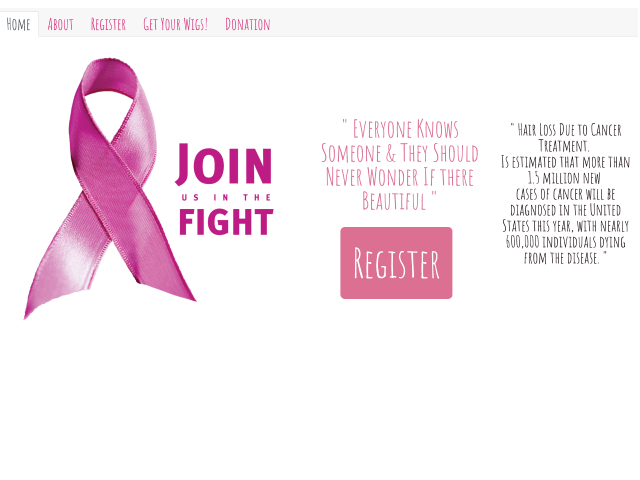 Home About Register Get Your Wigs! Donation
Join
US IN THE
FIGHT
" Everyone Knows
Someone & They Should
Never Wonder If there
Beautiful "
Register
" Hair Loss Due to Cancer
Treatment.
Is estimated that more than
1.5 million new
cases of cancer will be
diagnosed in the United
States this year, with nearly
600,000 individuals dying
from the disease. "